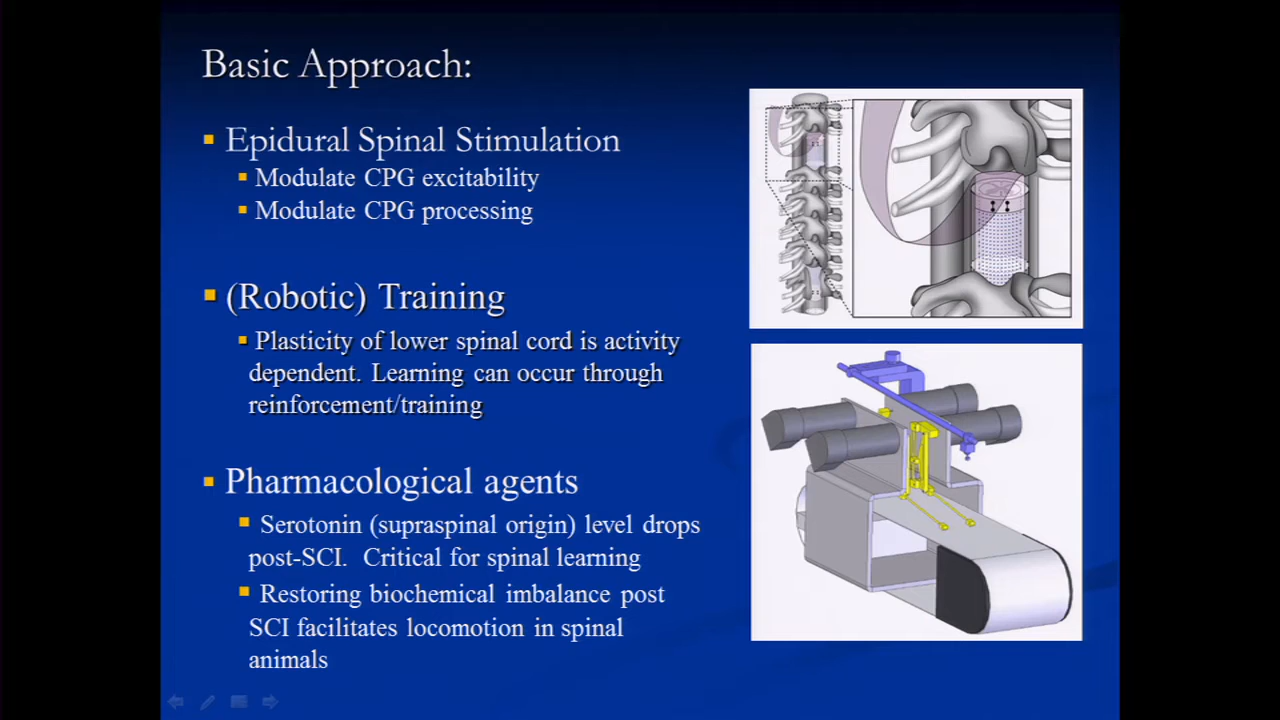 Basic Approach:
Epidural Spinal Stimulation
Modulate CPG excitability
Modulate CPG processing
(Robotic) Training
Plasticity of lower spinal cord is activity
dependent. Learning can occur through
reinforcement/training
Pharmacological agents
Serotonin (supraspinal origin) level drops
post-SCI. Critical for spinal learning
Restoring biochemical imbalance post
SCI facilitates locomotion in spinal
animals